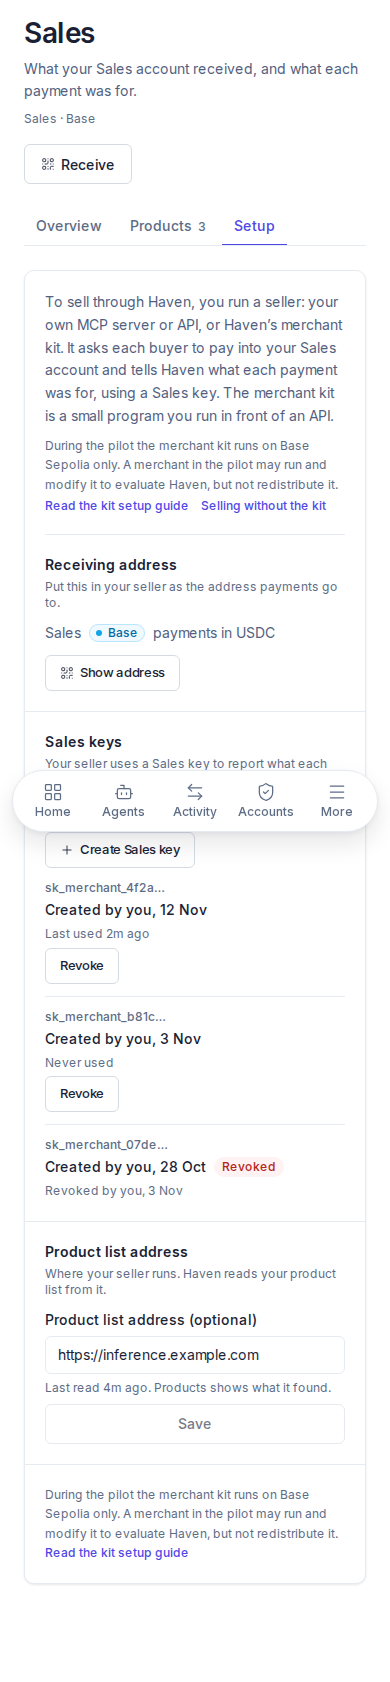 Sales
What your Sales account received, and what each
payment was for.
Sales · Base
Receive
Overview Products 3 Setup
To sell through Haven, you run a seller: your
own MCP server or API, or Haven’s merchant
kit. It asks each buyer to pay into your Sales
account and tells Haven what each payment
was for, using a Sales key. The merchant kit
is a small program you run in front of an API.
During the pilot the merchant kit runs on Base
Sepolia only. A merchant in the pilot may run and
modify it to evaluate Haven, but not redistribute it.
Read the kit setup guide Selling without the kit
Receiving address
Put this in your seller as the address payments go
to.
Sales Base payments in USDC
Show address
Sales keys
Your seller uses a Sales key to report what each
Home Agents Activity Accounts More
Create Sales key
sk_merchant_4f2a...
Created by you, 12 Nov
Last used 2m ago
Revoke
sk_merchant_b81c...
Created by you, 3 Nov
Never used
Revoke
sk_merchant_07de...
Created by you, 28 Oct Revoked
Revoked by you, 3 Nov
Product list address
Where your seller runs. Haven reads your product
list from it.
Product list address (optional)
https://inference.example.com
Last read 4m ago. Products shows what it found.
Save
During the pilot the merchant kit runs on Base
Sepolia only. A merchant in the pilot may run and
modify it to evaluate Haven, but not redistribute it.
Read the kit setup guide